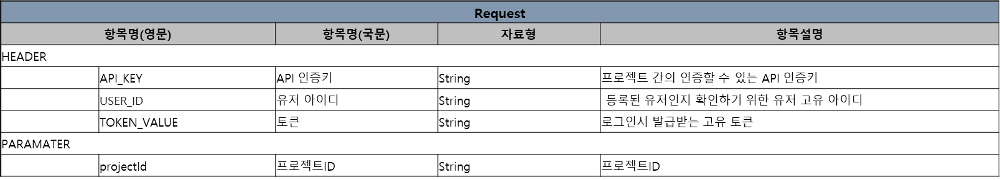 Request
항목명(영문) 항목명(국문) 자료형 항목설명
HEADER
API_KEY API 인증키 String 프로젝트 간의 인증할 수 있는 API 인증키
USER_ID 유저 아이디 String 등록된 유저인지 확인하기 위한 유저 고유 아이디
TOKEN_VALUE 토큰 String 로그인시 발급받는 고유 토큰
PARAMATER
projectId 프로젝트ID String 프로젝트ID